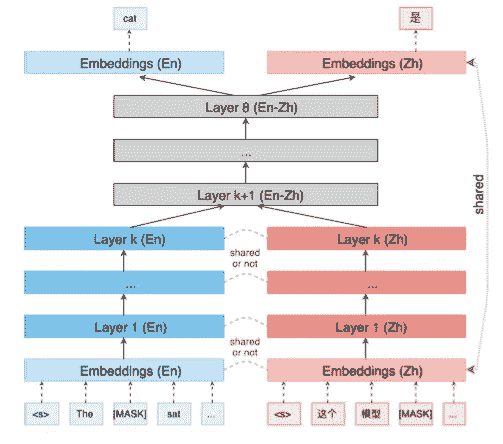 cat 是
Embeddings (En) Embeddings (Zh)
Layer 8 (En-Zh)
...
Layer k+1 (En-Zh)
Layer k (En) Layer k (Zh)
shared
or not
... ...
Layer 1 (En) Layer 1 (Zh)
shared
or not
Embeddings (En) Embeddings (Zh)
<s> The [MASK] sat ... <s> 这个 模型 [MASK] ...
shared